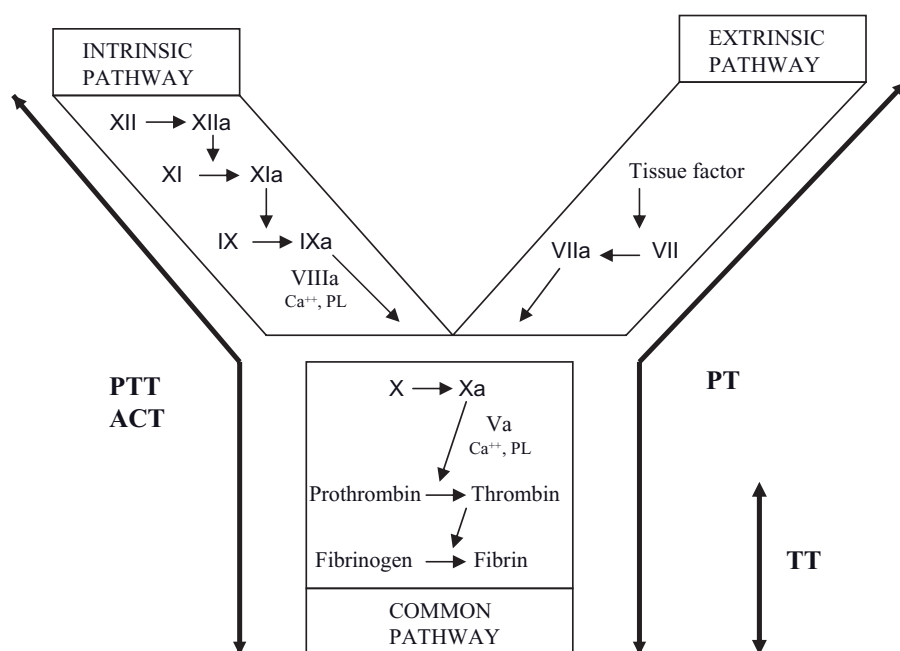 INTRINSIC
PATHWAY
EXTRINSIC
PATHWAY
XII XIIa
XI XIa
IX IXa
VIIIa
Ca⁺⁺, PL
Tissue factor
VIIa VII
PTT
ACT
PT
X Xa
Va
Ca⁺⁺, PL
Prothrombin Thrombin
Fibrinogen Fibrin
TT
COMMON
PATHWAY